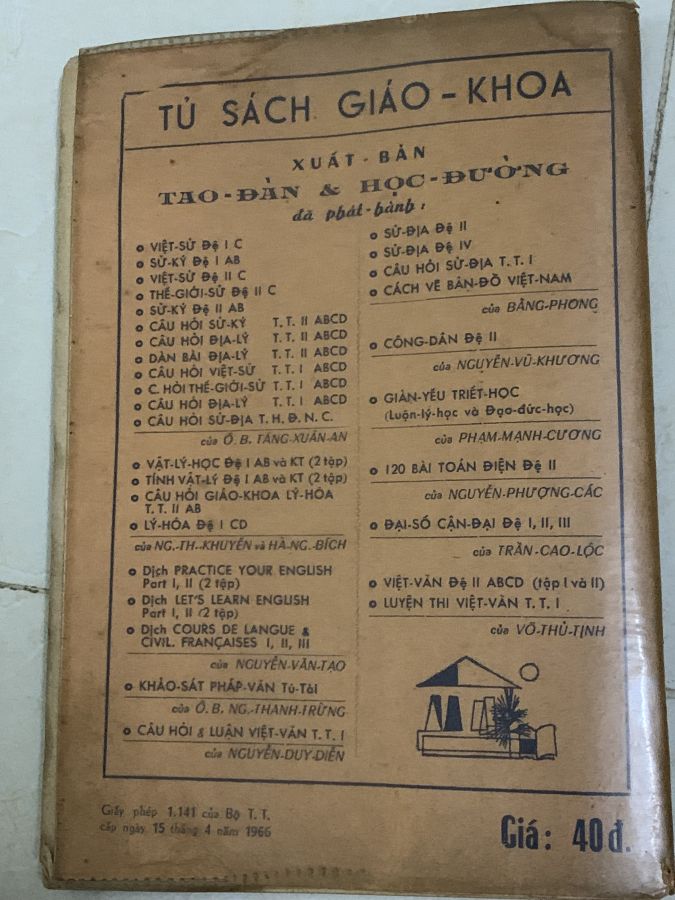 TỦ SÁCH GIÁO - KHOA
XUẤT - BẢN
TAO-ĐÀN & HỌC-ĐƯỜNG
đã phát-hành :
VIỆT-SỬ Đệ I C
SỬ-KÝ Đệ I AB
VIỆT-SỬ Đệ II C
THẾ-GIỚI-SỬ Đệ II C
SỬ-KÝ Đệ II AB
CÂU HỎI SỬ-KÝ T. T. II ABCD
CÂU HỎI ĐỊA-LÝ T. T. II ABCD
DÀN BÀI ĐỊA-LÝ T. T. II ABCD
CÂU HỎI VIỆT-SỬ T. T. I ABCD
C. HỎI THẾ-GIỚI-SỬ T. T. I ABCD
CÂU HỎI ĐỊA-LÝ T. T. I ABCD
CÂU HỎI SỬ-ĐỊA T. H. Đ. N. C.
của Ô. B. TĂNG-XUÂN-AN
VẬT-LÝ-HỌC Đệ I AB và KT (2 tập)
TÍNH VẬT-LÝ Đệ I AB và KT (2 tập)
CÂU HỎI GIÁO-KHOA LÝ-HÓA
T. T. II AB
LÝ-HÓA Đệ I CD
của NG.-TH.-KHUYẾN và HÀ-NG.-BÍCH
Dịch PRACTICE YOUR ENGLISH
Part I, II (2 tập)
Dịch LET'S LEARN ENGLISH
Part I, II (2 tập)
Dịch COURS DE LANGUE &
CIVIL. FRANÇAISES I, II, III
của NGUYỄN-VĂN-TẠO
KHẢO-SÁT PHÁP-VĂN Tú-Tài
của Ô. B. NG.-THANH-TRỪNG
CÂU HỎI & LUẬN VIỆT-VĂN T. T. I
của NGUYỄN-DUY-DIỄN
SỬ-ĐỊA Đệ II
SỬ-ĐỊA Đệ IV
CÂU HỎI SỬ-ĐỊA T. T. I
CÁCH VẼ BẢN-ĐỒ VIỆT-NAM
của BẰNG-PHONG
CÔNG-DÂN Đệ II
của NGUYỄN-VŨ-KHƯƠNG
GIẢN-YẾU TRIẾT-HỌC
(Luận-lý-học và Đạo-đức-học)
của PHẠM-MẠNH-CƯƠNG
120 BÀI TOÁN ĐIỆN Đệ II
của NGUYỄN-PHƯỢNG-CÁC
ĐẠI-SỐ CẬN-ĐẠI Đệ I, II, III
của TRẦN-CAO-LỘC
VIỆT-VĂN Đệ II ABCD (tập I và II)
LUYỆN THI VIỆT-VĂN T. T. I
của VÕ-THU-TỊNH
Giấy phép 1.141 của Bộ T. T.
cấp ngày 15 tháng 4 năm 1966
Giá: 40đ.